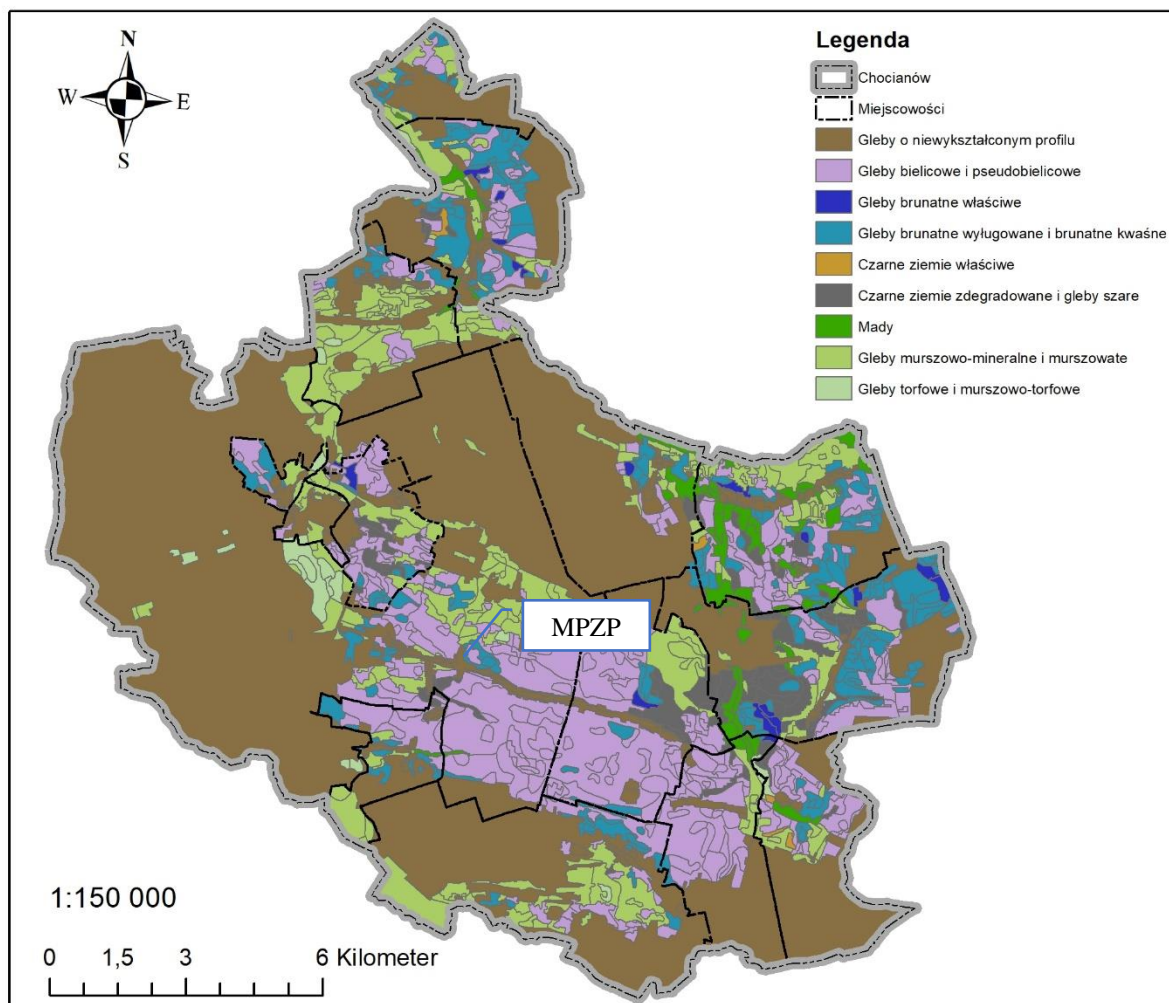 N
W E
S
Legenda
Chocianów
Miejscowości
Gleby o niewykształconym profilu
Gleby bielicowe i pseudobielicowe
Gleby brunatne właściwe
Gleby brunatne wyługowane i brunatne kwaśne
Czarne ziemie właściwe
Czarne ziemie zdegradowane i gleby szare
Mady
Gleby murszowo-mineralne i murszowate
Gleby torfowe i murszowo-torfowe
MPZP
1:150 000
0 1,5 3 6 Kilometer